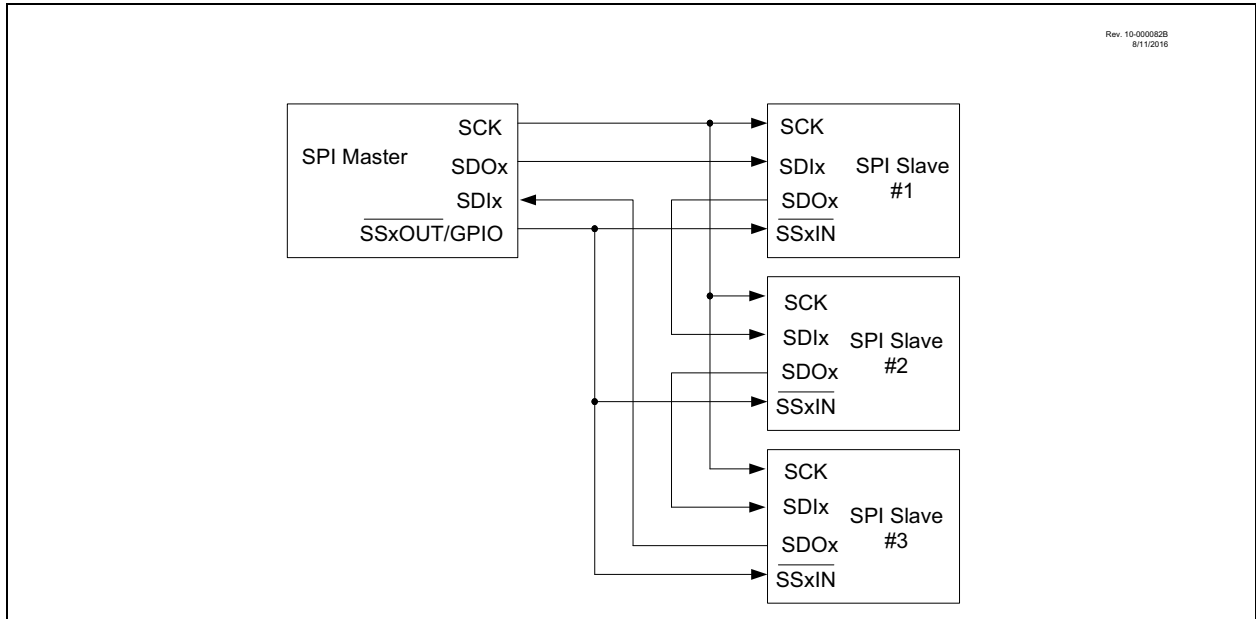 Rev. 10-000082B
8/11/2016
SPI Master
SCK
SDOx
SDIx
SSxOUT/GPIO
SCK
SDIx
SDOx
SSxIN
SPI Slave
#1
SCK
SDIx
SDOx
SSxIN
SPI Slave
#2
SCK
SDIx
SDOx
SSxIN
SPI Slave
#3